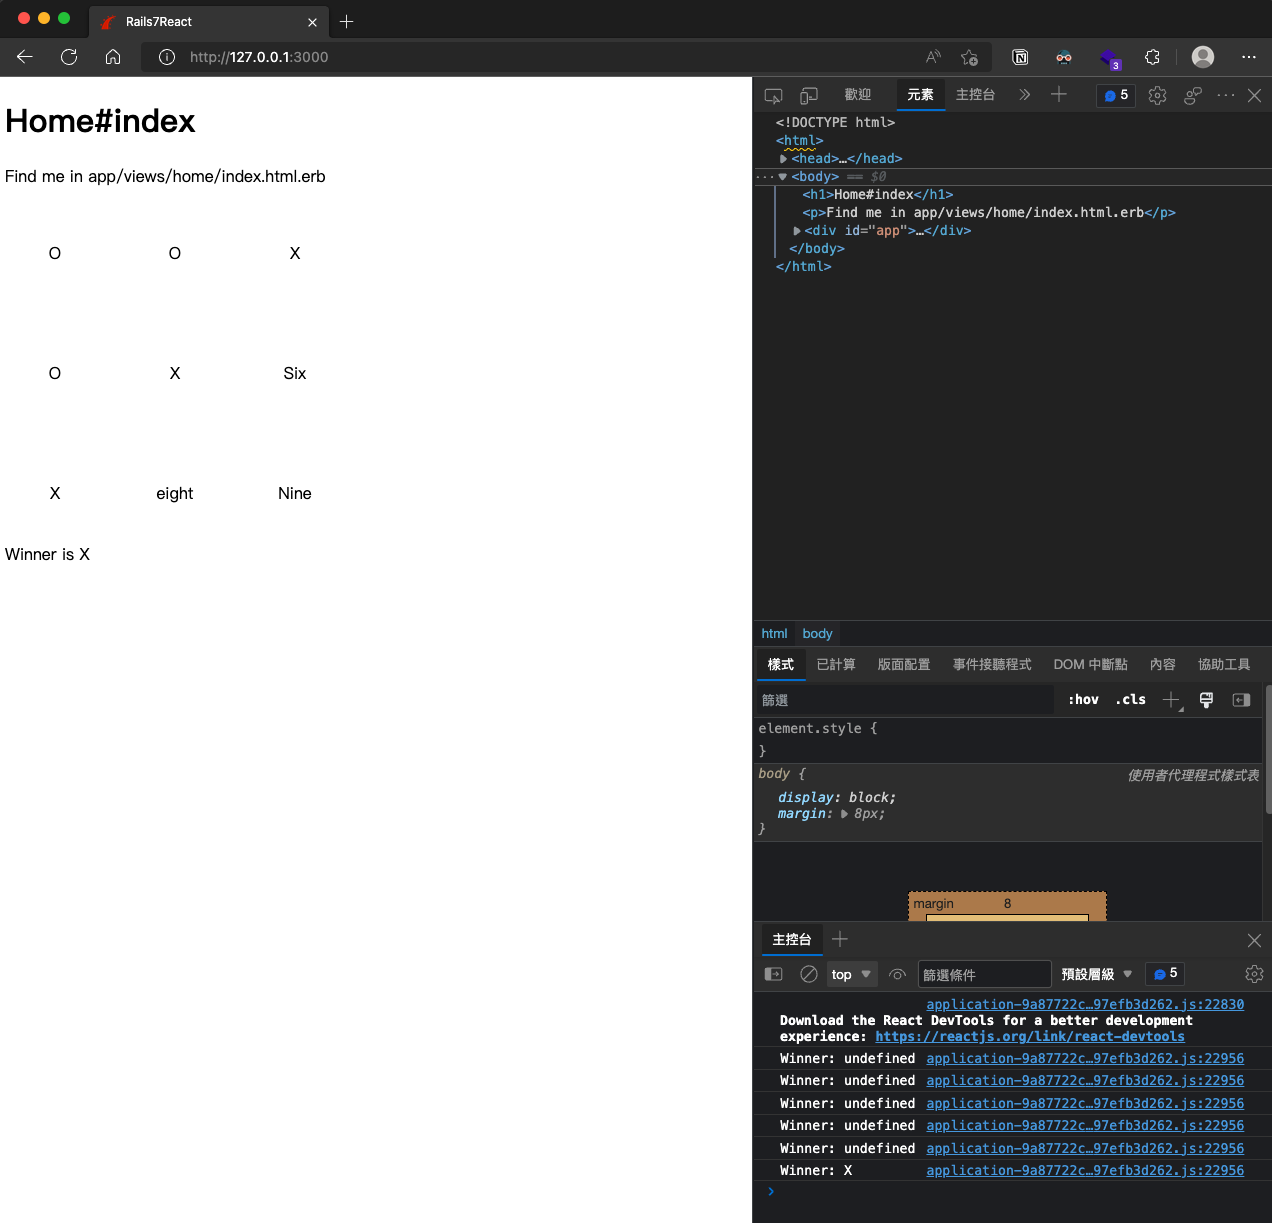 Rails7React
http://127.0.0.1:3000
3
Home#index
Find me in app/views/home/index.html.erb
O O X
O X Six
X eight Nine
Winner is X
歡迎 元素 主控台 5
<!DOCTYPE html>
<html>
<head>…</head>
<body> == $0
<h1>Home#index</h1>
<p>Find me in app/views/home/index.html.erb</p>
<div id="app">…</div>
</body>
</html>
html body
樣式 已計算 版面配置 事件接聽程式 DOM 中斷點 內容 協助工具
篩選 :hov .cls
element.style {
}
body { 使用者代理程式樣式表
display: block;
margin: 8px;
}
margin 8
主控台
top 篩選條件 預設層級 5
application-9a87722c…97efb3d262.js:22830
Download the React DevTools for a better development
experience: https://reactjs.org/link/react-devtools
Winner: undefined application-9a87722c…97efb3d262.js:22956
Winner: undefined application-9a87722c…97efb3d262.js:22956
Winner: undefined application-9a87722c…97efb3d262.js:22956
Winner: undefined application-9a87722c…97efb3d262.js:22956
Winner: undefined application-9a87722c…97efb3d262.js:22956
Winner: X application-9a87722c…97efb3d262.js:22956